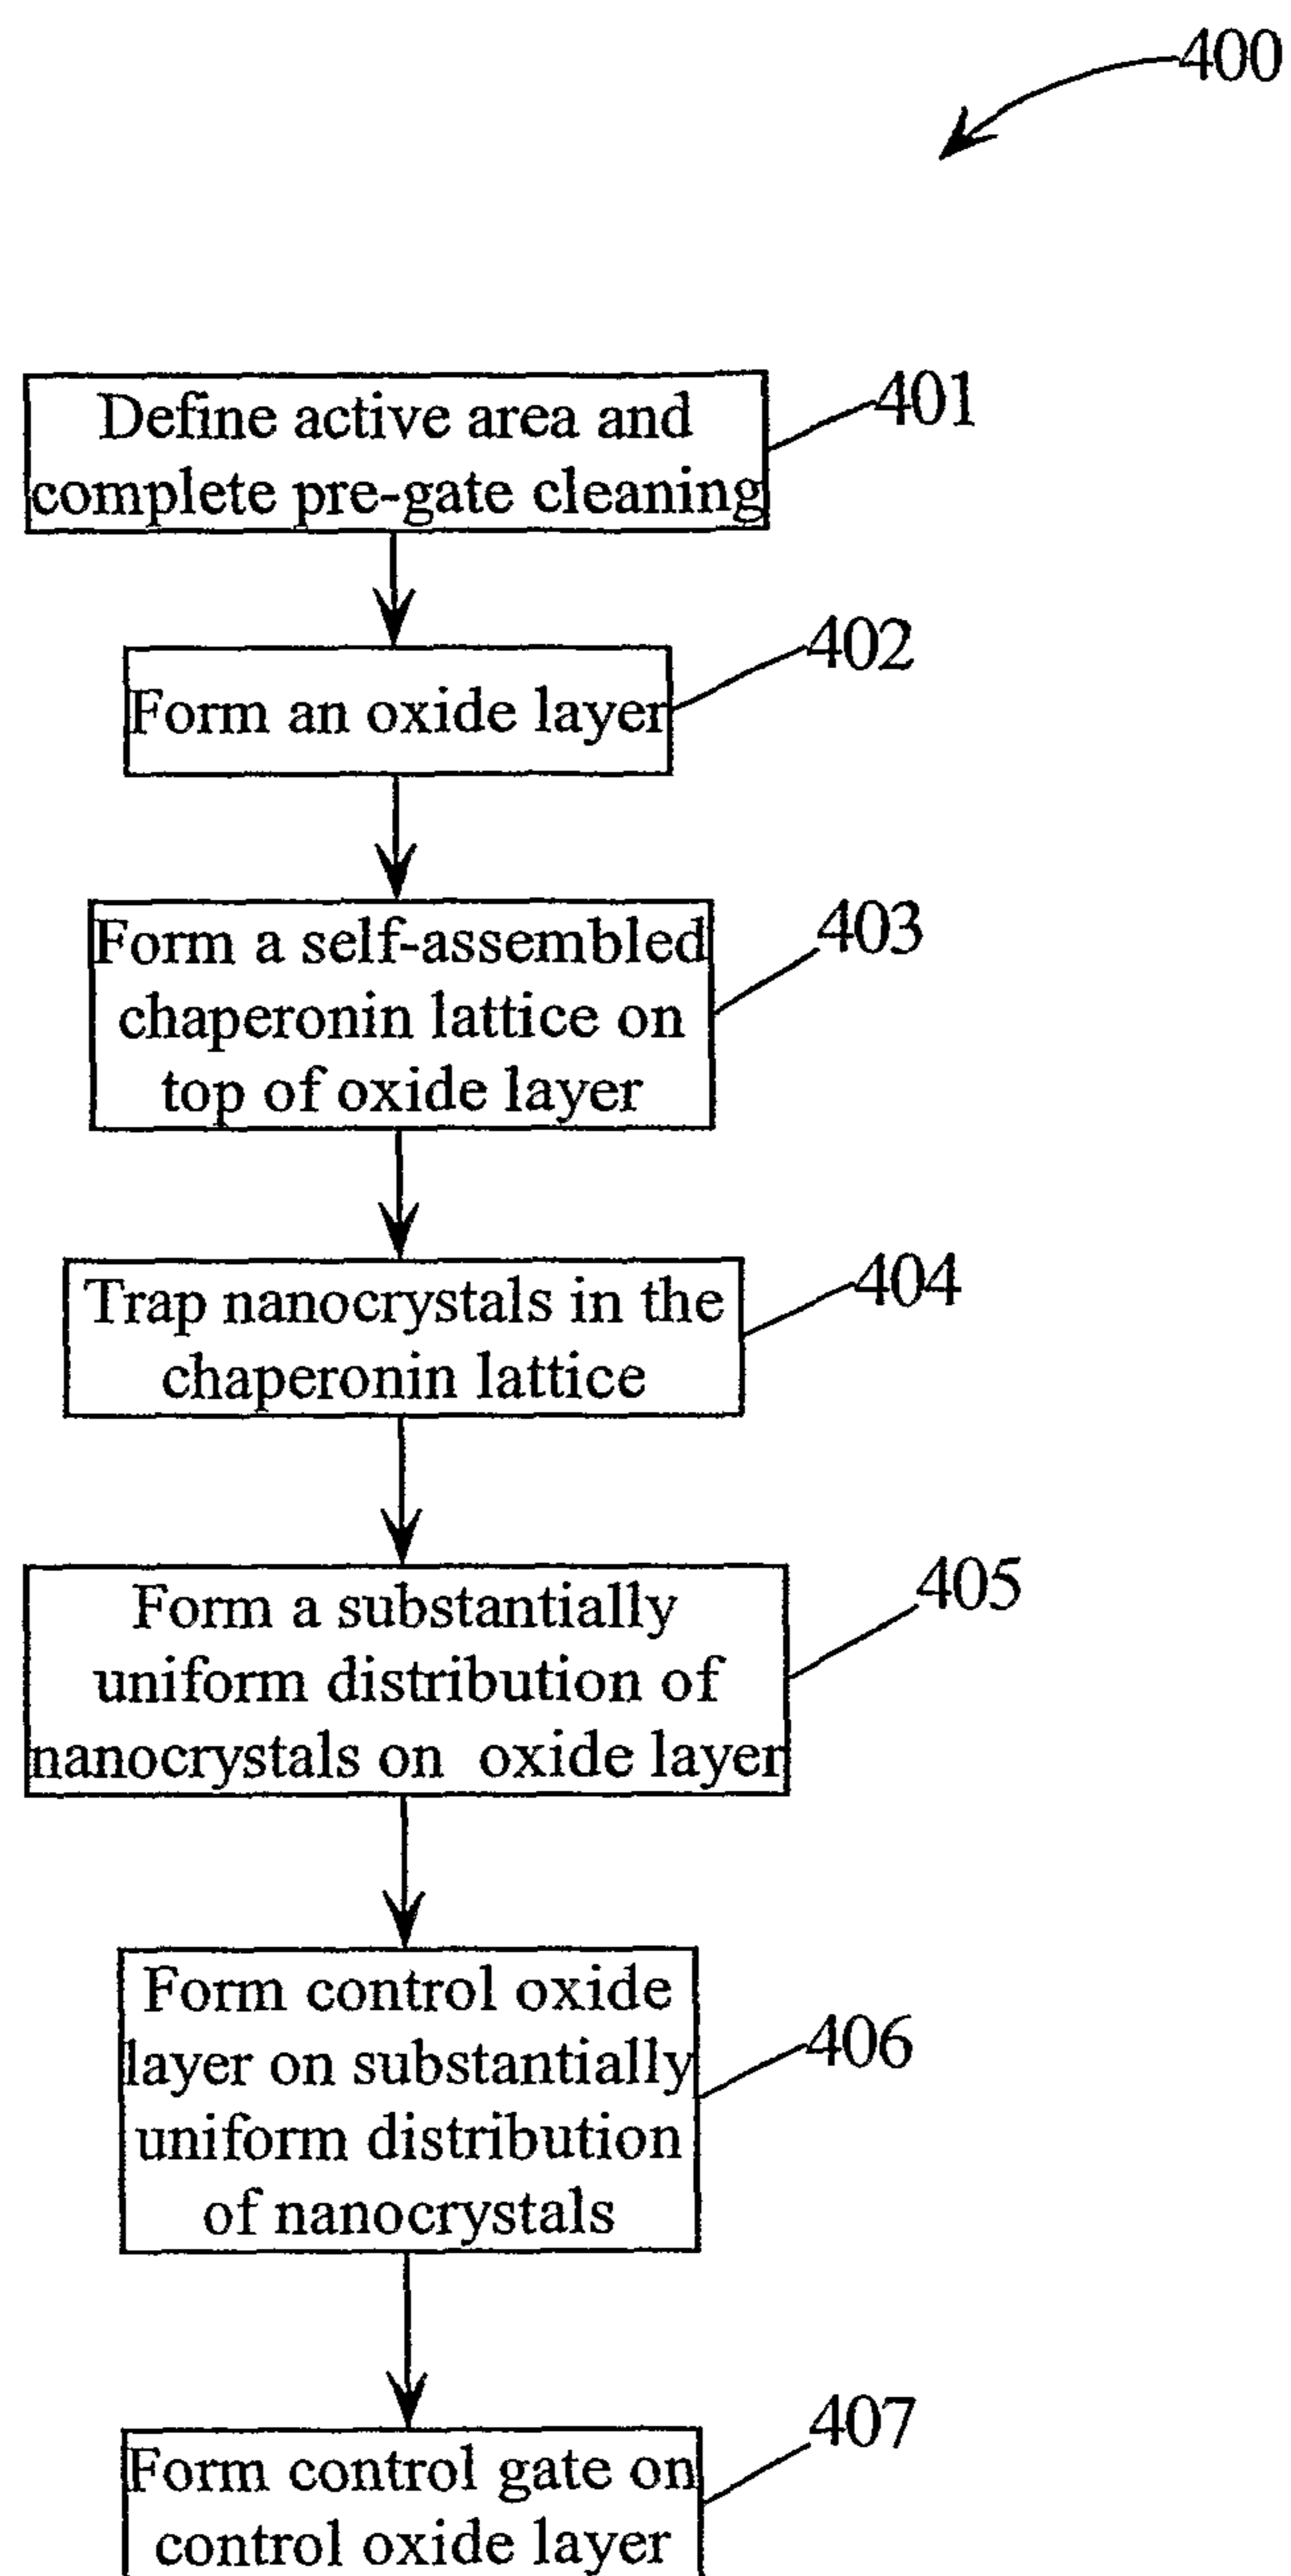 400
Define active area and
complete pre-gate cleaning
401
Form an oxide layer
402
Form a self-assembled
chaperonin lattice on
top of oxide layer
403
Trap nanocrystals in the
chaperonin lattice
404
Form a substantially
uniform distribution of
nanocrystals on oxide layer
405
Form control oxide
layer on substantially
uniform distribution
of nanocrystals
406
Form control gate on
control oxide layer
407